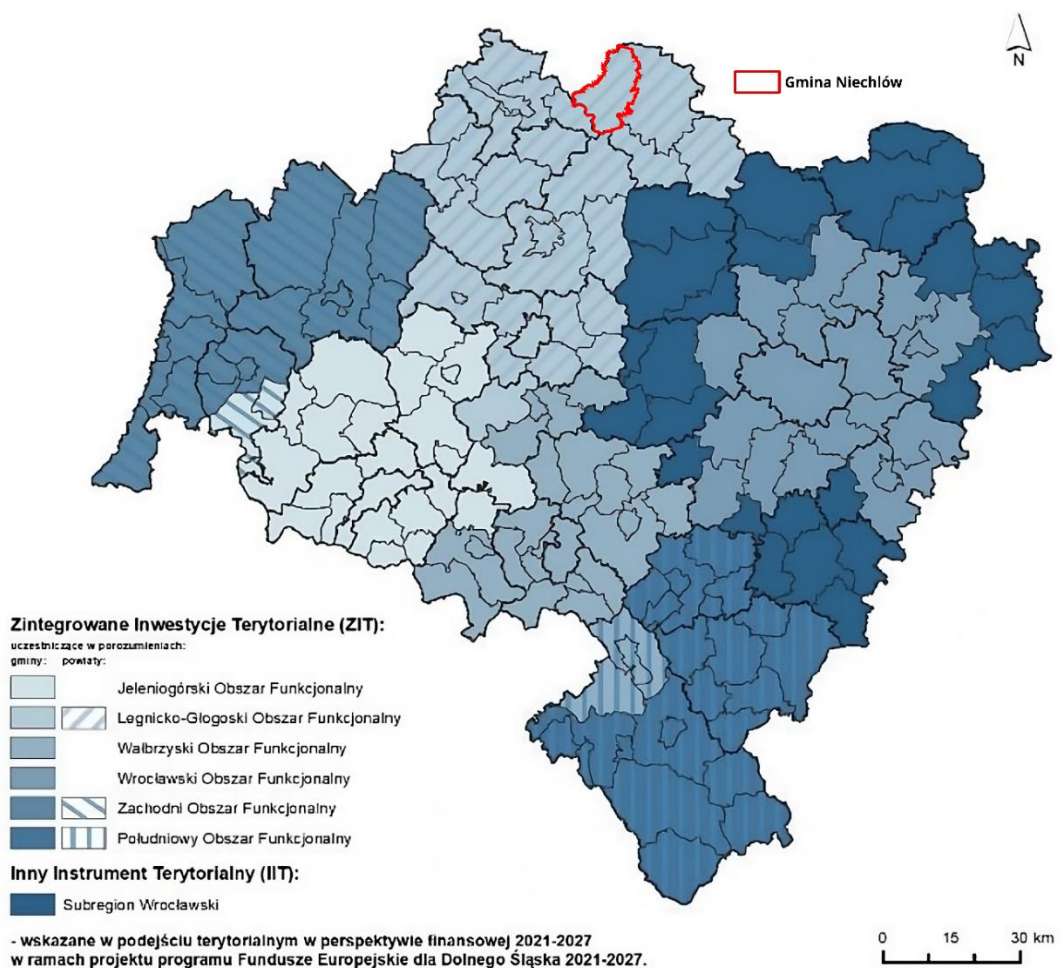 N
Gmina Niechlów
Zintegrowane Inwestycje Terytorialne (ZIT):
uczestniczące w porozumieniach:
gminy: powiaty:
Jeleniogórski Obszar Funkcjonalny
Legnicko-Głogoski Obszar Funkcjonalny
Wałbrzyski Obszar Funkcjonalny
Wrocławski Obszar Funkcjonalny
Zachodni Obszar Funkcjonalny
Południowy Obszar Funkcjonalny
Inny Instrument Terytorialny (IIT):
Subregion Wrocławski
- wskazane w podejściu terytorialnym w perspektywie finansowej 2021-2027
w ramach projektu programu Fundusze Europejskie dla Dolnego Śląska 2021-2027.
0 15 30 km